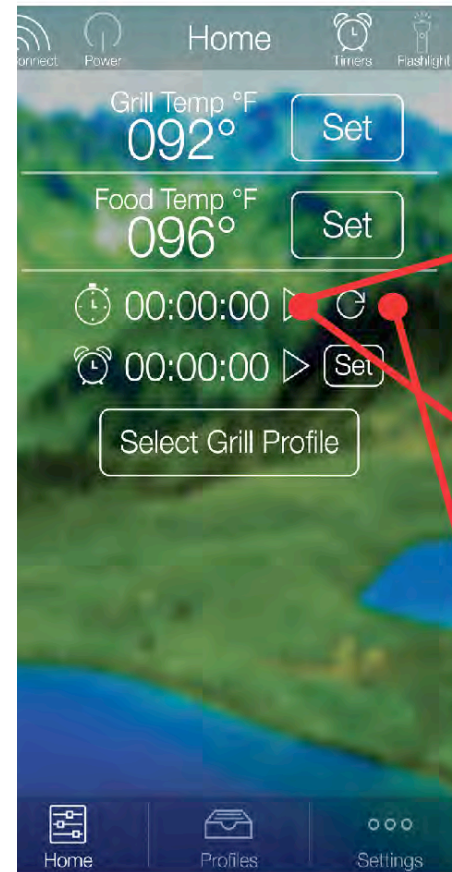 Home
onnect Power Timers Flashlight
Grill Temp °F
092° Set
Food Temp °F
096° Set
00:00:00
00:00:00 Set
Select Grill Profile
Home Profiles Settings